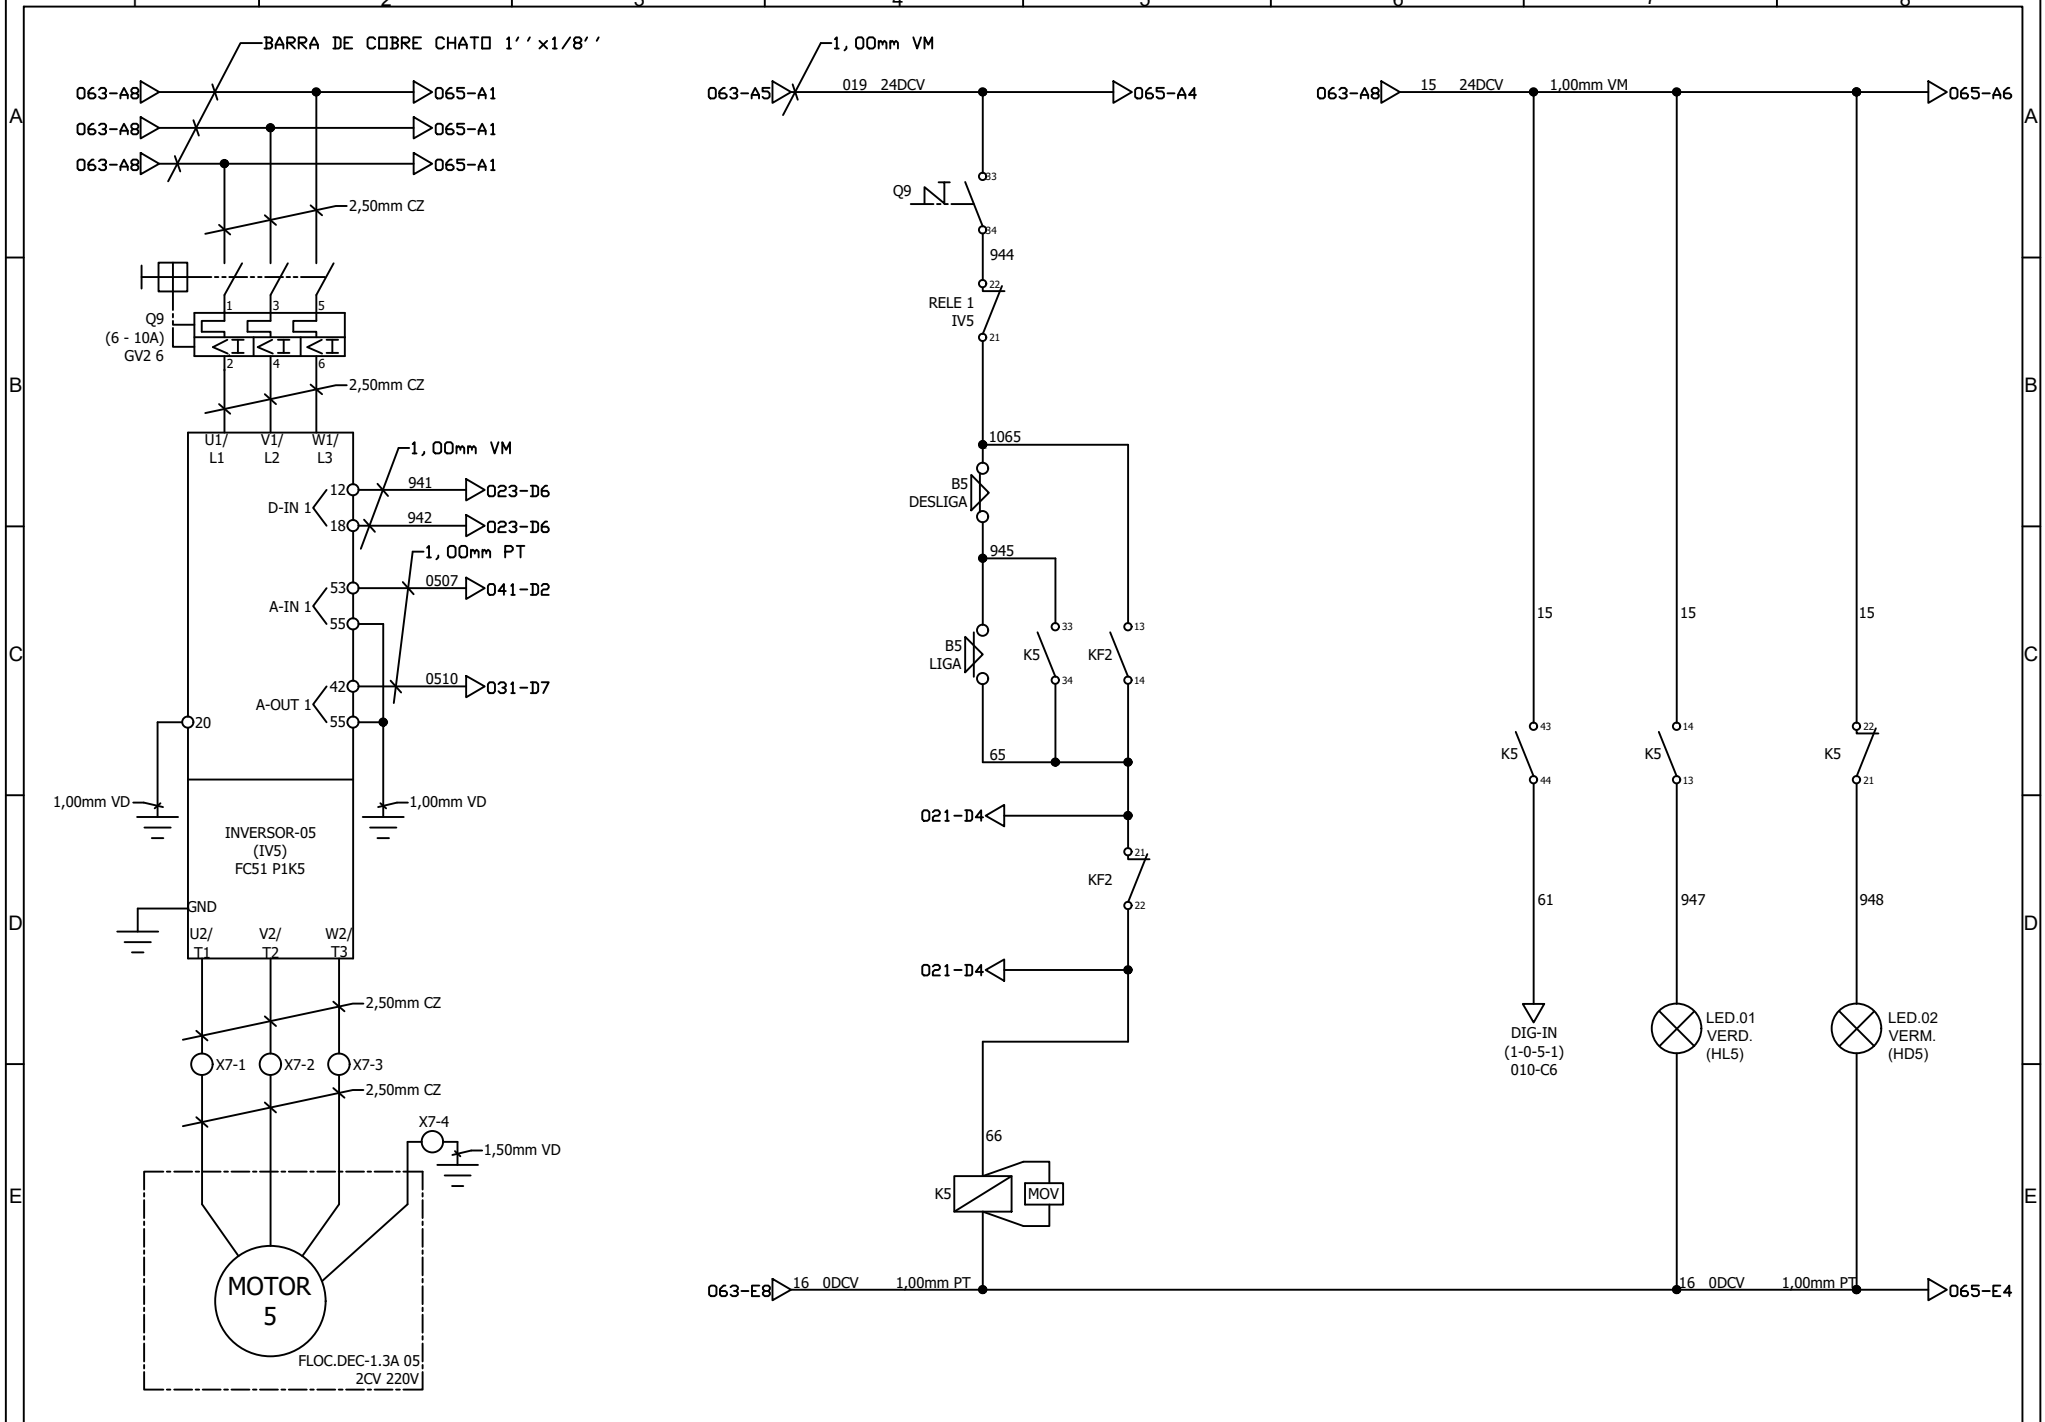 2 3 4 5 6 7 8
BARRA DE COBRE CHATO 1''x1/8''
063-A8 065-A1
063-A8 065-A1
063-A8 065-A1
A
2,50mm CZ
Q9
(6 - 10A)
GV2 6
1 3 5
2 4 6
2,50mm CZ
B
U1/ V1/ W1/
L1 L2 L3
1,00mm VM
D-IN 1
12 941 023-D6
18 942 023-D6
1,00mm PT
A-IN 1
53 0507 041-D2
55
C
A-OUT 1
42 0510 031-D7
55
20
1,00mm VD
1,00mm VD
INVERSOR-05
(IV5)
FC51 P1K5
GND
D
U2/ V2/ W2/
T1 T2 T3
2,50mm CZ
X7-1 X7-2 X7-3
2,50mm CZ
X7-4
1,50mm VD
E
MOTOR
5
FLOC.DEC-1.3A 05
2CV 220V
1,00mm VM
063-A5 019 24DCV 065-A4
Q9
33
34
944
RELE 1
IV5
22
21
1065
B5
DESLIGA
945
B5
LIGA
K5
33
34
KF2
13
14
65
021-D4
KF2
21
22
021-D4
66
K5
MOV
063-E8 16 0DCV 1,00mm PT
063-A8 15 24DCV 1,00mm VM 065-A6
15 15 15
K5
43
44
K5
14
13
K5
22
21
61 947 948
DIG-IN
(1-0-5-1)
010-C6
LED.01
VERD.
(HL5)
LED.02
VERM.
(HD5)
16 0DCV 1,00mm PT 065-E4
A
B
C
D
E